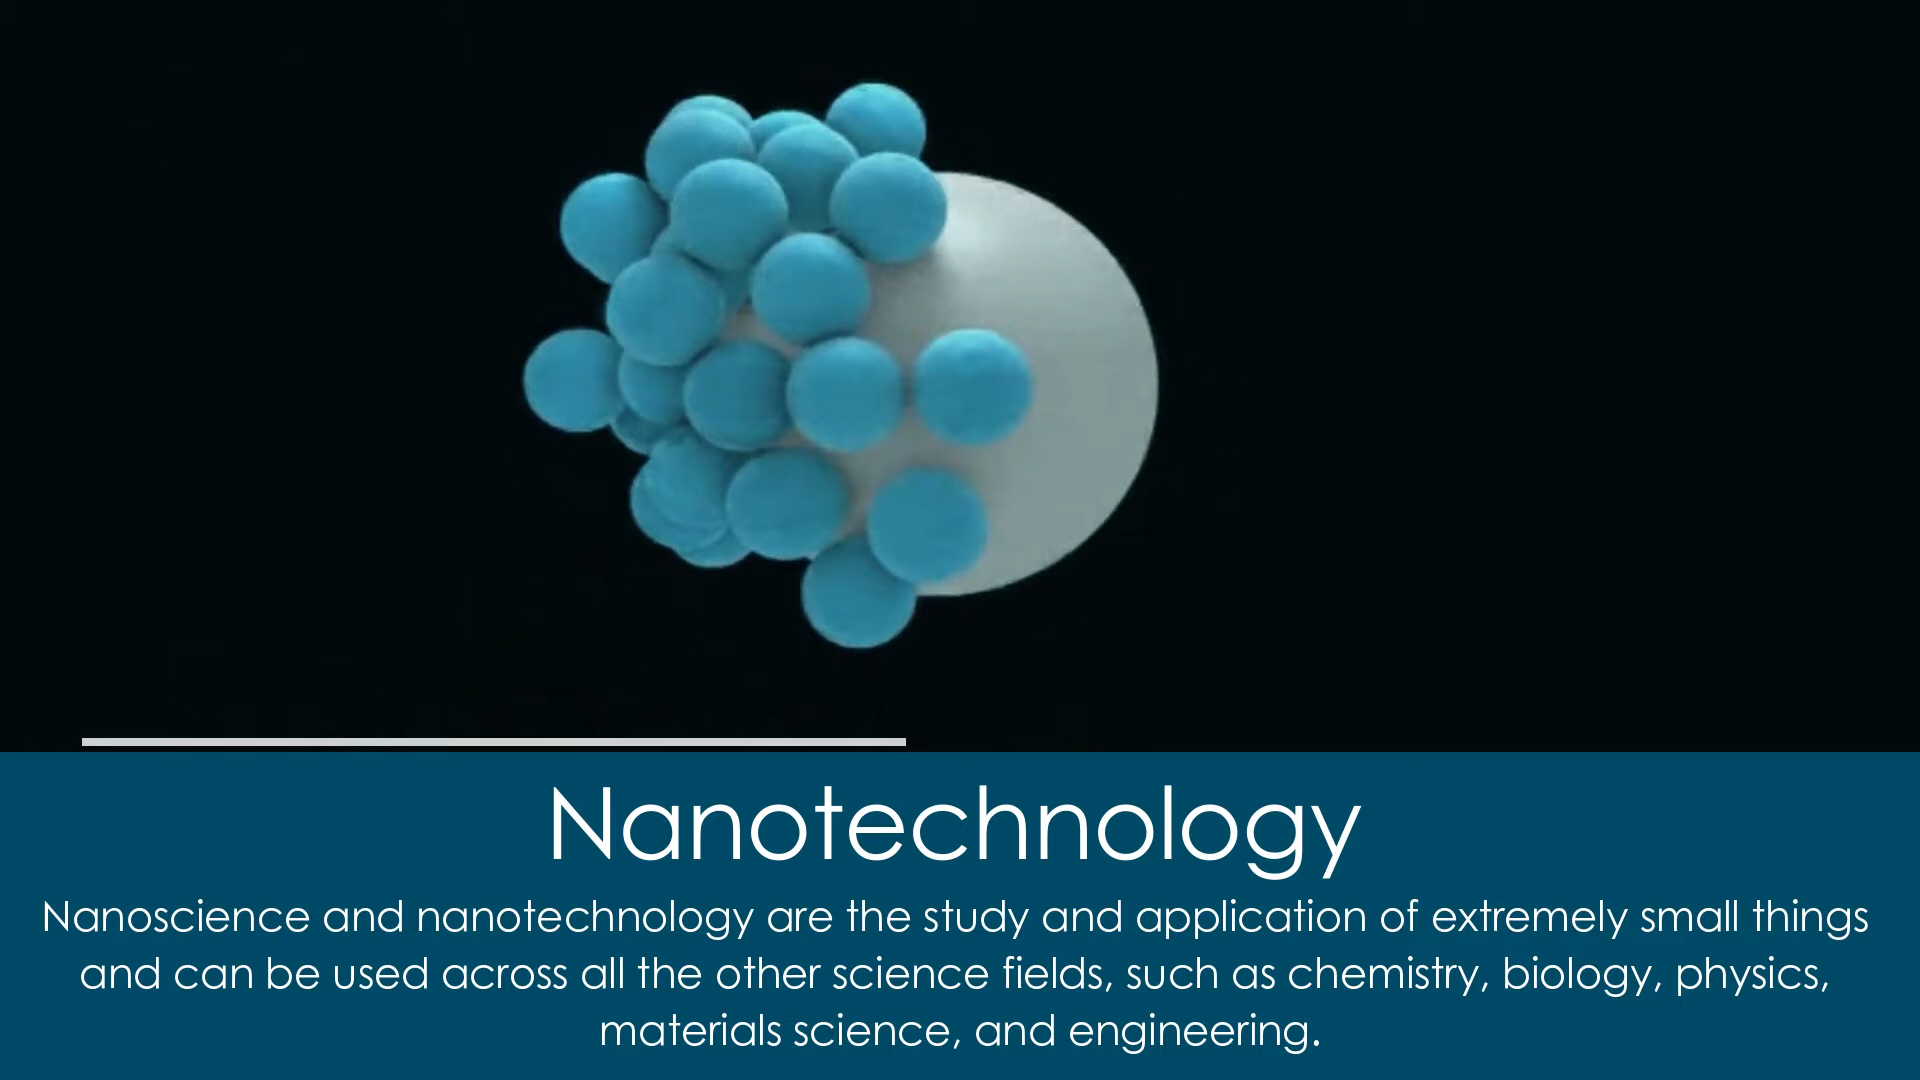 Nanotechnology
Nanoscience and nanotechnology are the study and application of extremely small things
and can be used across all the other science fields, such as chemistry, biology, physics,
materials science, and engineering.